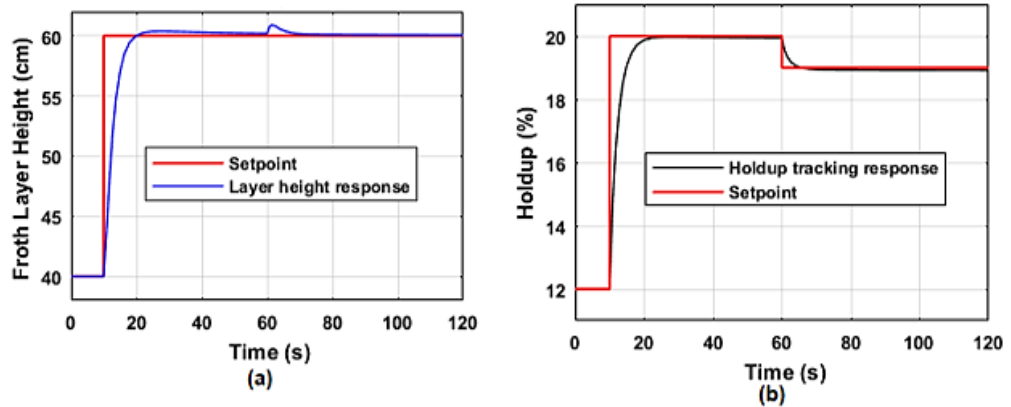 Froth Layer Height (cm)
60
55
50
45
40
Setpoint
Layer height response
0 20 40 60 80 100 120
Time (s)
(a)
Holdup (%)
20
18
16
14
12
Holdup tracking response
Setpoint
0 20 40 60 80 100 120
Time (s)
(b)